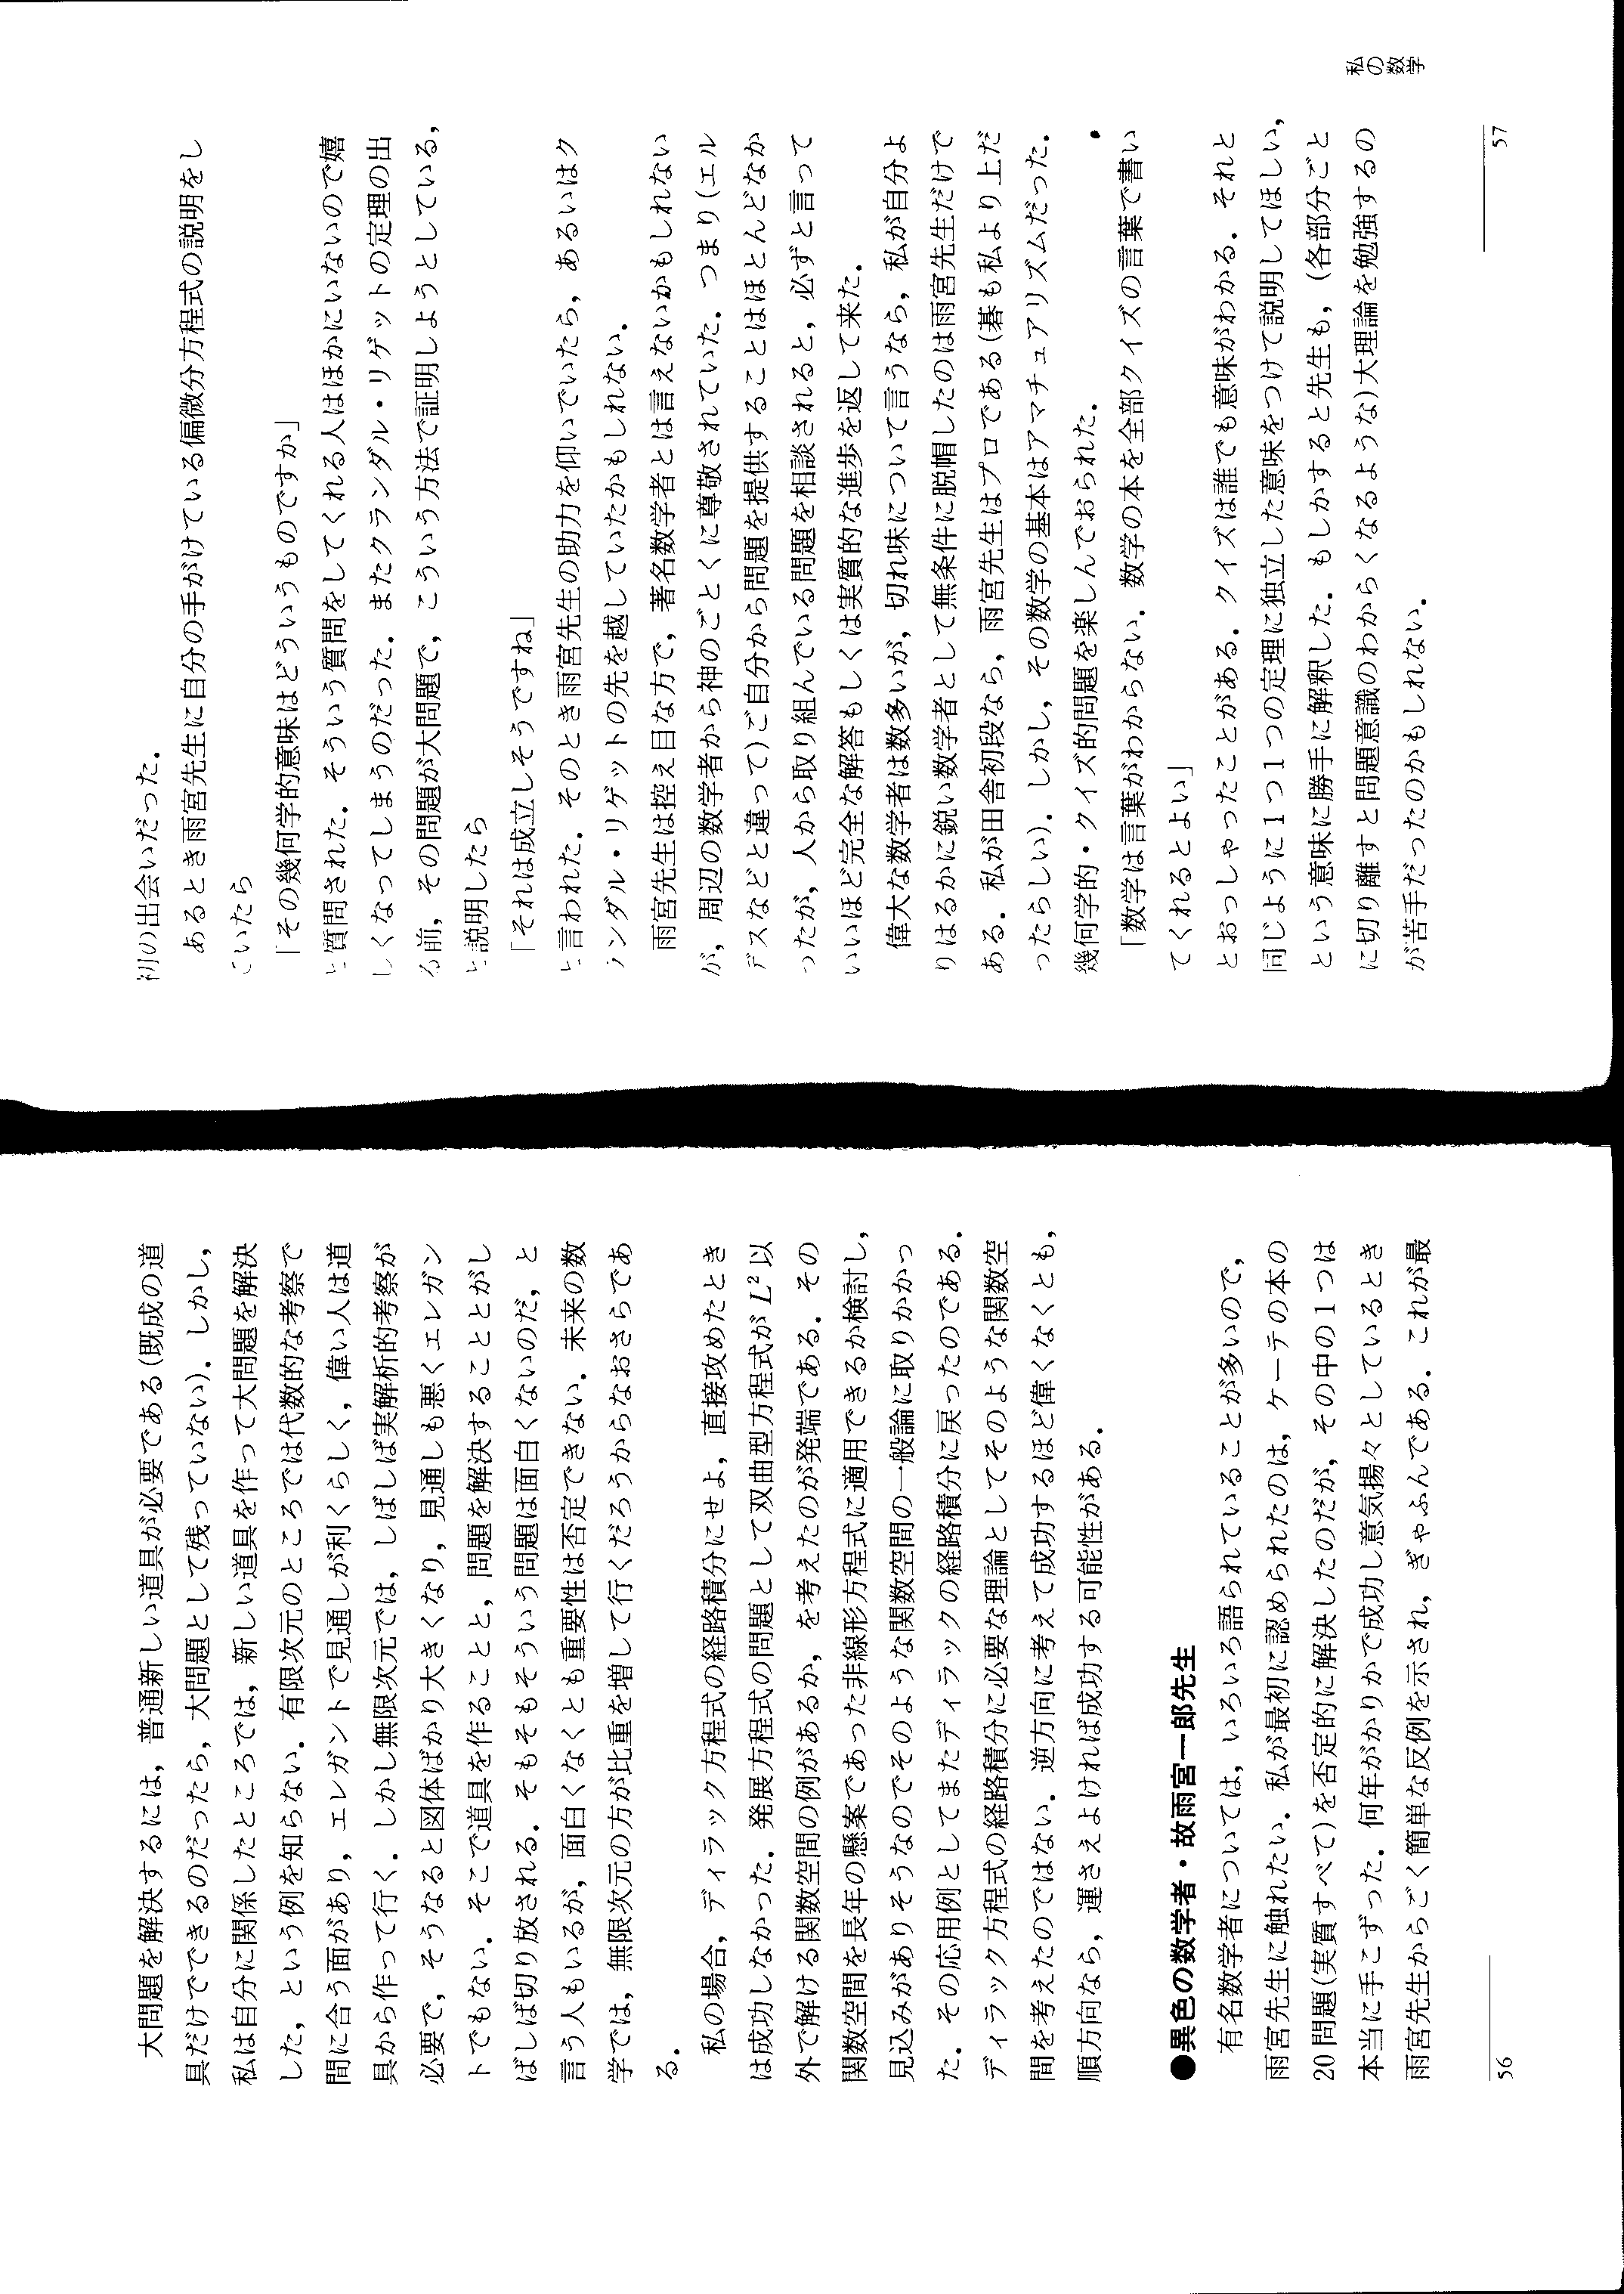 大問題を解決するには，普通新しい道具が必要である(既成の道
具だけでできるのだったら，大問題として残っていない)．しかし，
私は自分に関係したところでは，新しい道具を作って大問題を解決
した，という例を知らない．有限次元のところでは代数的な考察で
間に合う面があり，エレガントで見通しが利くらしく，偉い人は道
具から作って行く．しかし無限次元では，しばしば実解析的考察が
必要で，そうなると図体ばかり大きくなり，見通しも悪くエレガン
トでもない．そこで道具を作ることと，問題を解決することとがし
ばしば切り放される．そもそもそういう問題は面白くないのだ，と
言う人もいるが，面白くなくとも重要性は否定できない．未来の数
学では，無限次元の方が比重を増して行くだろうからなおさらであ
る．
私の場合，ディラック方程式の経路積分にせよ，直接攻めたとき
は成功しなかった．発展方程式の問題として双曲型方程式がL²以
外で解ける関数空間の例があるか，を考えたのが発端である．その
関数空間を長年の懸案であった非線形方程式に適用できるか検討し，
見込みがありそうなのでそのような関数空間の一般論に取りかかっ
た．その応用例としてまたディラックの経路積分に戻ったのである．
ディラック方程式の経路積分に必要な理論としてそのような関数空
間を考えたのではない．逆方向に考えて成功するほど偉くなくとも，
順方向なら，運さえよければ成功する可能性がある．
●異色の数学者・故雨宮一郎先生
有名数学者については，いろいろ語られていることが多いので，
雨宮先生に触れたい．私が最初に認められたのは，ケーテの本の
20問題(実質すべて)を否定的に解決したのだが，その中の1つは
本当に手こずった．何年がかりかで成功し意気揚々としているとき
雨宮先生からごく簡単な反例を示され，ぎゃふんである．これが最
56
初の出会いだった．
あるとき雨宮先生に自分の手がけている偏微分方程式の説明をし
ていたら
「その幾何学的意味はどういうものですか」
と質問された．そういう質問をしてくれる人はほかにいないので嬉
しくなってしまうのだった．またクランダル・リゲットの定理の出
る前，その問題が大問題で，こういう方法で証明しようとしている，
と説明したら
「それは成立しそうですね」
と言われた．そのとき雨宮先生の助力を仰いでいたら，あるいはク
ランダル・リゲットの先を越していたかもしれない．
雨宮先生は控え目な方で，著名数学者とは言えないかもしれない
が，周辺の数学者から神のごとくに尊敬されていた．つまり(エル
デスなどと違って)ご自分から問題を提供することはほとんどなか
ったが，人から取り組んでいる問題を相談されると，必ずと言って
いいほど完全な解答もしくは実質的な進歩を返して来た．
偉大な数学者は数多いが，切れ味について言うなら，私が自分よ
りはるかに鋭い数学者として無条件に脱帽したのは雨宮先生だけで
ある．私が田舎初段なら，雨宮先生はプロである(碁も私より上だ
ったらしい)．しかし，その数学の基本はアマチュアリズムだった．
幾何学的・クイズ的問題を楽しんでおられた．
「数学は言葉がわからない．数学の本を全部クイズの言葉で書い
てくれるとよい」
とおっしゃったことがある．クイズは誰でも意味がわかる．それと
同じように1つ1つの定理に独立した意味をつけて説明してほしい，
という意味に勝手に解釈した．もしかすると先生も，(各部分ごと
に切り離すと問題意識のわからくなるような)大理論を勉強するの
が苦手だったのかもしれない．
私の数学
57